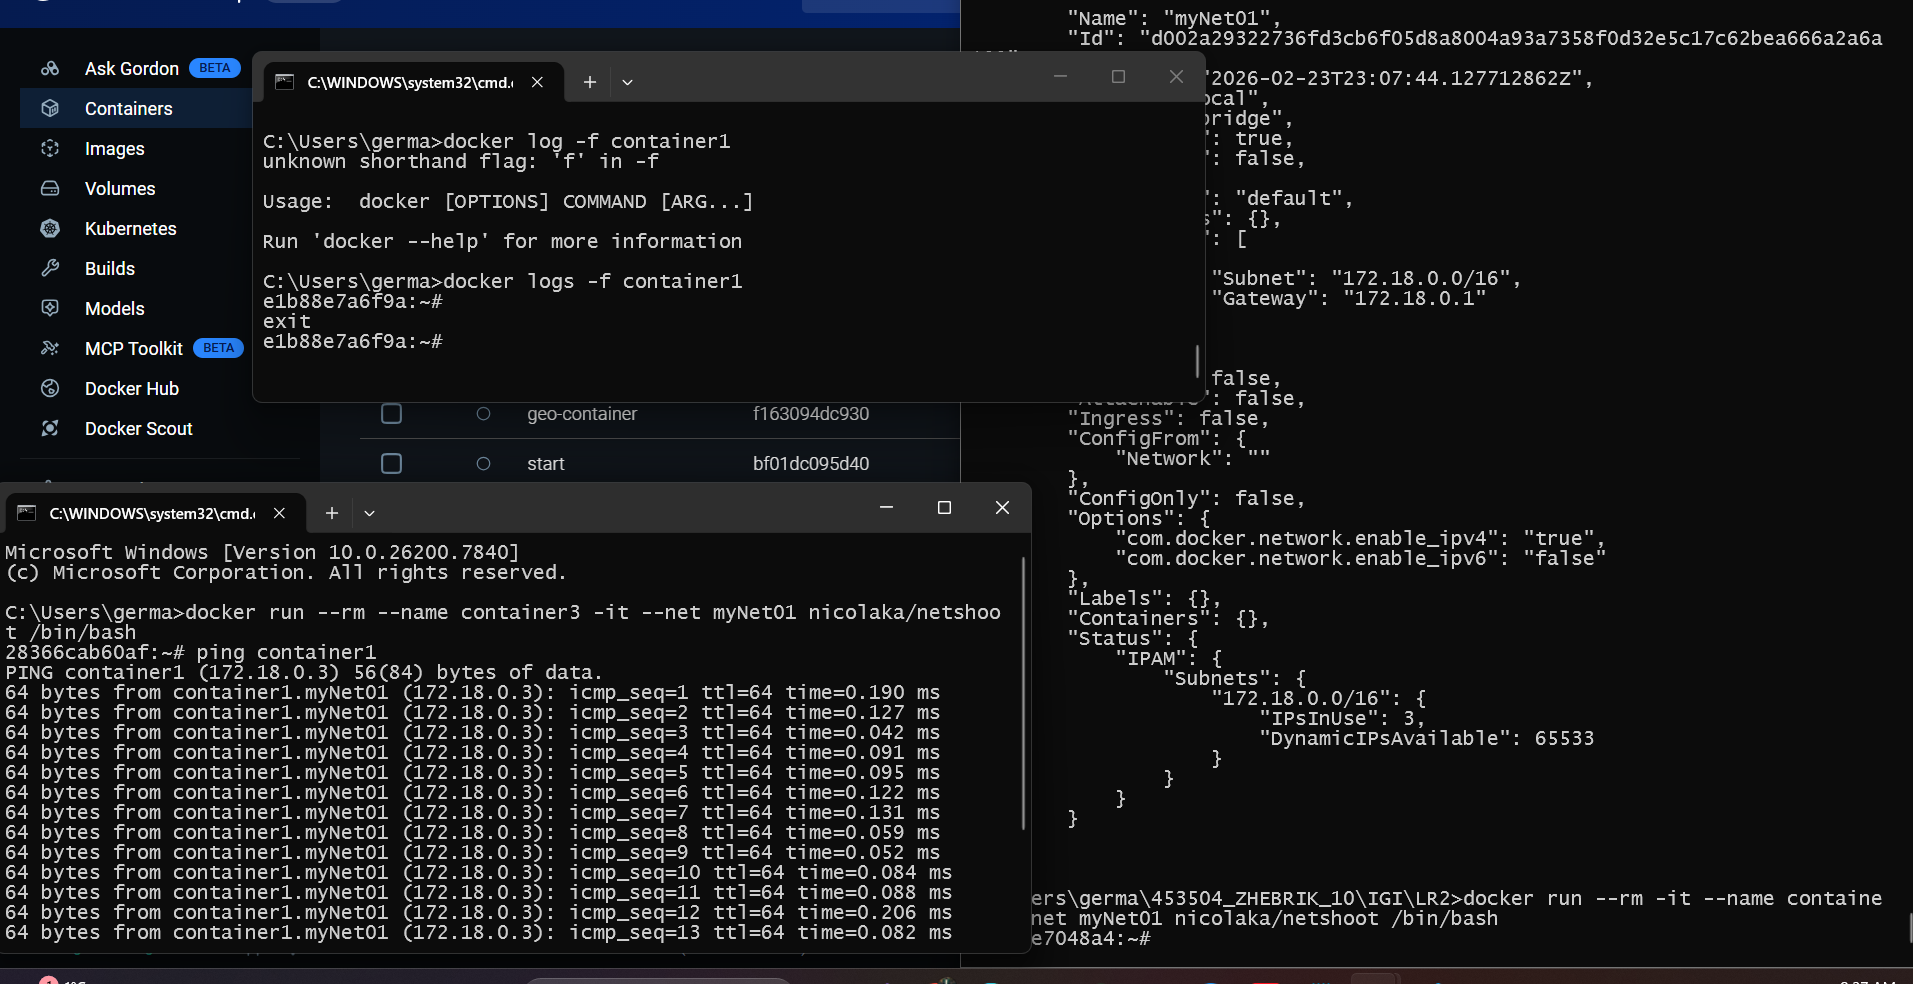 Ask Gordon BETA
Containers
Images
Volumes
Kubernetes
Builds
Models
MCP Toolkit BETA
Docker Hub
Docker Scout
C:\WINDOWS\system32\cmd.
C:\Users\germa>docker log -f container1
unknown shorthand flag: 'f' in -f
Usage:  docker [OPTIONS] COMMAND [ARG...]
Run 'docker --help' for more information
C:\Users\germa>docker logs -f container1
e1b88e7a6f9a:~#
exit
e1b88e7a6f9a:~#
geo-container f163094dc930
start bf01dc095d40
C:\WINDOWS\system32\cmd.
Microsoft Windows [Version 10.0.26200.7840]
(c) Microsoft Corporation. All rights reserved.
C:\Users\germa>docker run --rm --name container3 -it --net myNet01 nicolaka/netshoo
t /bin/bash
28366cab60af:~# ping container1
PING container1 (172.18.0.3) 56(84) bytes of data.
64 bytes from container1.myNet01 (172.18.0.3): icmp_seq=1 ttl=64 time=0.190 ms
64 bytes from container1.myNet01 (172.18.0.3): icmp_seq=2 ttl=64 time=0.127 ms
64 bytes from container1.myNet01 (172.18.0.3): icmp_seq=3 ttl=64 time=0.042 ms
64 bytes from container1.myNet01 (172.18.0.3): icmp_seq=4 ttl=64 time=0.091 ms
64 bytes from container1.myNet01 (172.18.0.3): icmp_seq=5 ttl=64 time=0.095 ms
64 bytes from container1.myNet01 (172.18.0.3): icmp_seq=6 ttl=64 time=0.122 ms
64 bytes from container1.myNet01 (172.18.0.3): icmp_seq=7 ttl=64 time=0.131 ms
64 bytes from container1.myNet01 (172.18.0.3): icmp_seq=8 ttl=64 time=0.059 ms
64 bytes from container1.myNet01 (172.18.0.3): icmp_seq=9 ttl=64 time=0.052 ms
64 bytes from container1.myNet01 (172.18.0.3): icmp_seq=10 ttl=64 time=0.084 ms
64 bytes from container1.myNet01 (172.18.0.3): icmp_seq=11 ttl=64 time=0.088 ms
64 bytes from container1.myNet01 (172.18.0.3): icmp_seq=12 ttl=64 time=0.206 ms
64 bytes from container1.myNet01 (172.18.0.3): icmp_seq=13 ttl=64 time=0.082 ms
"Name": "myNet01",
"Id": "d002a29322736fd3cb6f05d8a8004a93a7358f0d32e5c17c62bea666a2a6a
"2026-02-23T23:07:44.127712862Z",
ocal",
ridge",
": true,
": false,
": "default",
s": {},
": [
"Subnet": "172.18.0.0/16",
"Gateway": "172.18.0.1"
false,
": false,
"Ingress": false,
"ConfigFrom": {
"Network": ""
},
"ConfigOnly": false,
"Options": {
"com.docker.network.enable_ipv4": "true",
"com.docker.network.enable_ipv6": "false"
},
"Labels": {},
"Containers": {},
"Status": {
"IPAM": {
"Subnets": {
"172.18.0.0/16": {
"IPsInUse": 3,
"DynamicIPsAvailable": 65533
}
}
}
}
ers\germa\453504_ZHEBRIK_10\IGI\LR2>docker run --rm -it --name containe
net myNet01 nicolaka/netshoot /bin/bash
e7048a4:~#